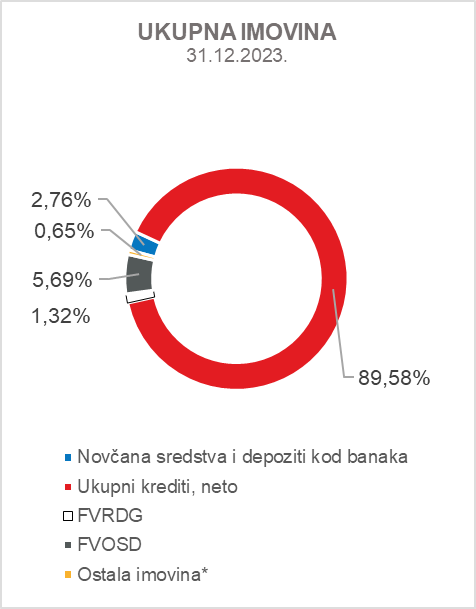 UKUPNA IMOVINA
31.12.2023.
2,76%
0,65%
5,69%
1,32%
89,58%
Novčana sredstva i depoziti kod banaka
Ukupni krediti, neto
FVRDG
FVOSD
Ostala imovina*